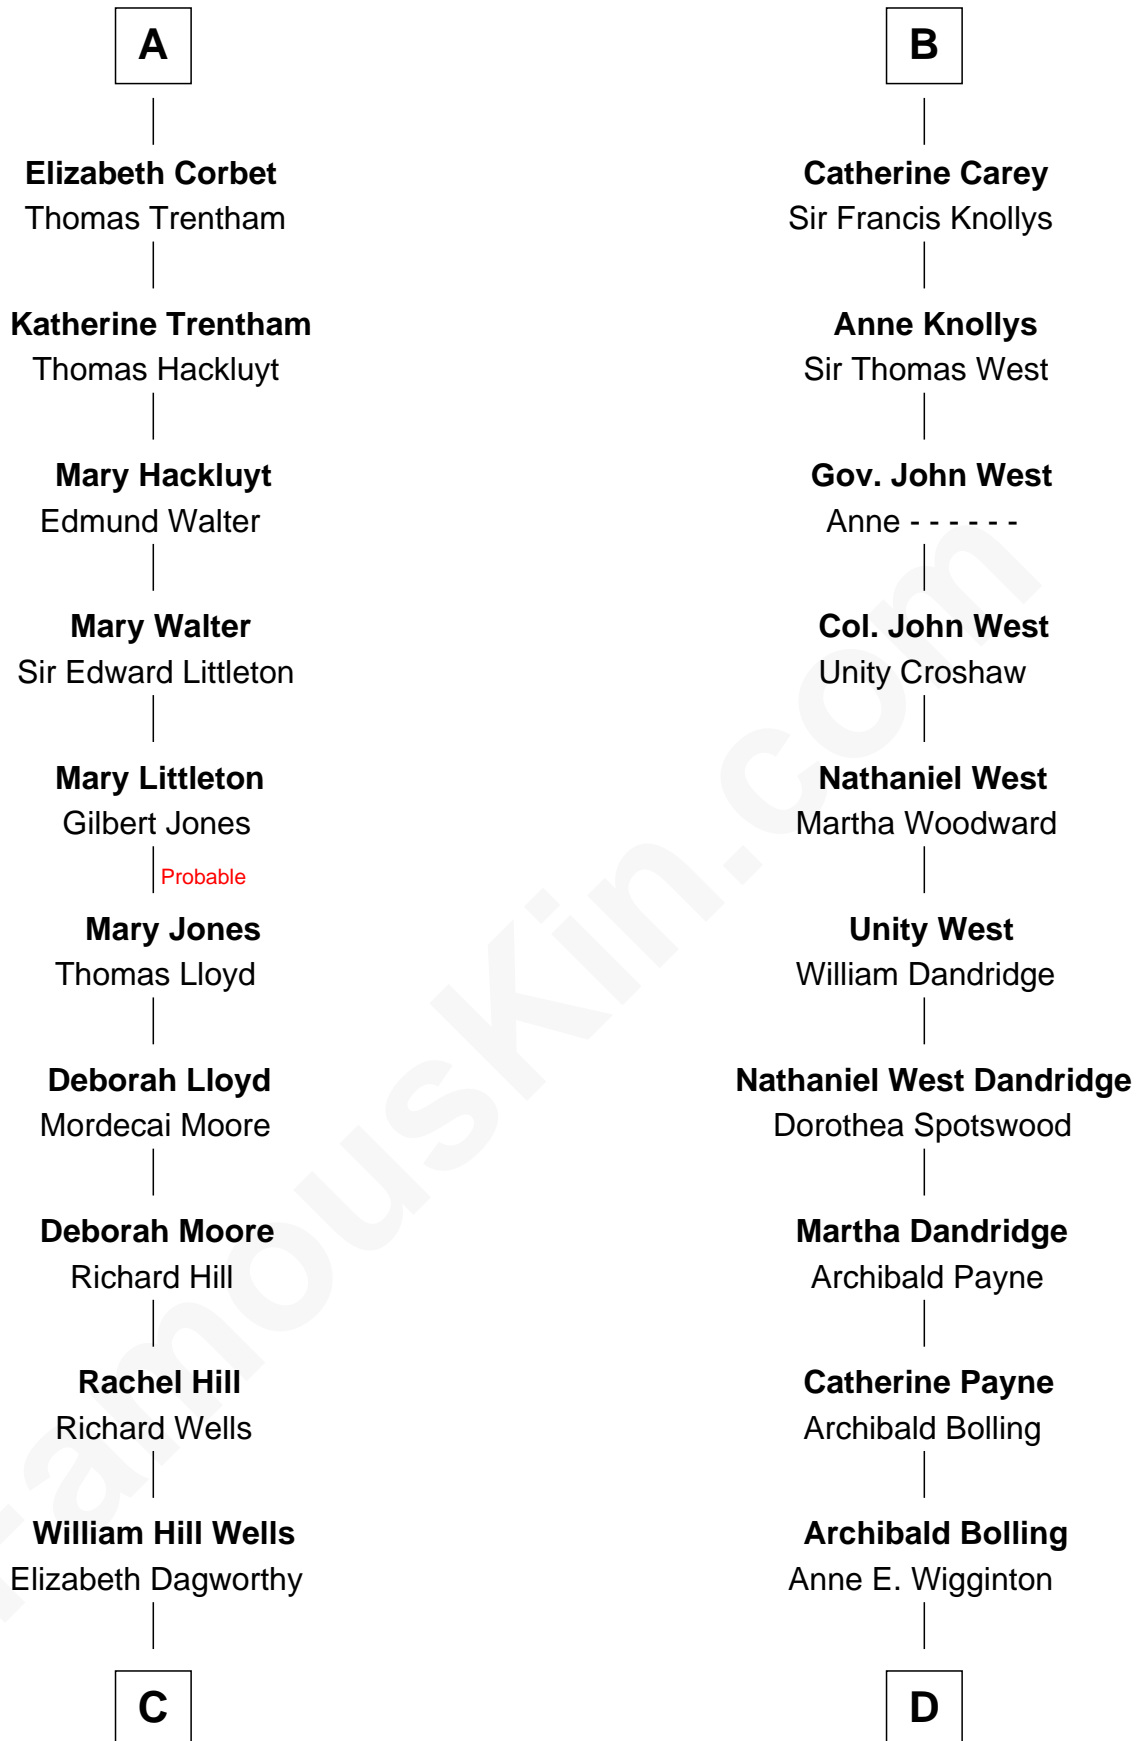 A
Elizabeth Corbet
Thomas Trentham
Katherine Trentham
Thomas Hackluyt
Mary Hackluyt
Edmund Walter
Mary Walter
Sir Edward Littleton
Mary Littleton
Gilbert Jones
Probable
Mary Jones
Thomas Lloyd
Deborah Lloyd
Mordecai Moore
Deborah Moore
Richard Hill
Rachel Hill
Richard Wells
William Hill Wells
Elizabeth Dagworthy
C
B
Catherine Carey
Sir Francis Knollys
Anne Knollys
Sir Thomas West
Gov. John West
Anne - - - - - -
Col. John West
Unity Croshaw
Nathaniel West
Martha Woodward
Unity West
William Dandridge
Nathaniel West Dandridge
Dorothea Spotswood
Martha Dandridge
Archibald Payne
Catherine Payne
Archibald Bolling
Archibald Bolling
Anne E. Wigginton
D
FamousKin.com